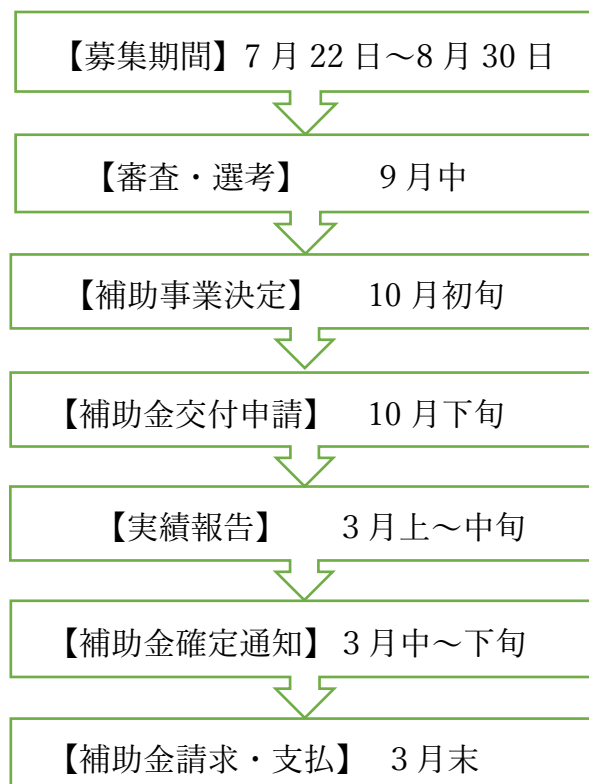 【募集期間】7 月 22 日～8 月 30 日
【審査・選考】　　９月中
【補助事業決定】　　10 月初旬
【補助金交付申請】　　10 月下旬
【実績報告】　　３月上～中旬
【補助金確定通知】３月中～下旬
【補助金請求・支払】　３月末